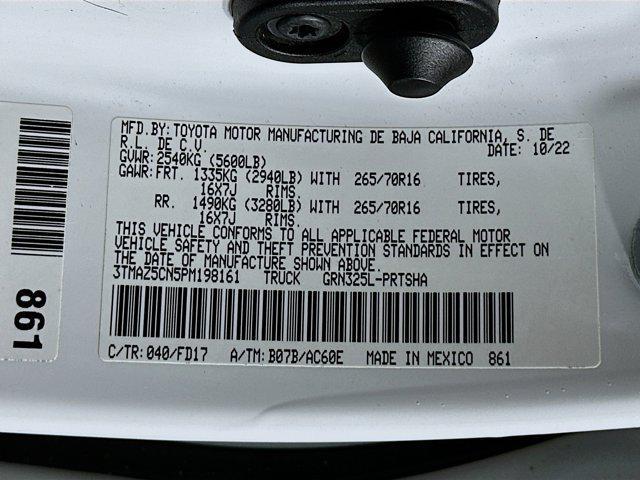 MFD.BY: TOYOTA MOTOR MANUFACTURING DE BAJA CALIFORNIA, S. DE
R.L. DE C.V. DATE: 10/22
GVWR: 2540KG (5600LB)
GAWR: FRT. 1335KG (2940LB) WITH 265/70R16 TIRES,
16X7J RIMS.
RR. 1490KG (3280LB) WITH 265/70R16 TIRES,
16X7J RIMS.
THIS VEHICLE CONFORMS TO ALL APPLICABLE FEDERAL MOTOR
VEHICLE SAFETY AND THEFT PREVENTION STANDARDS IN EFFECT ON
THE DATE OF MANUFACTURE SHOWN ABOVE.
3TMAZ5CN5PM198161 TRUCK GRN325L-PRTSHA
C/TR: 040/FD17 A/TM: B07B/AC60E MADE IN MEXICO 861
861